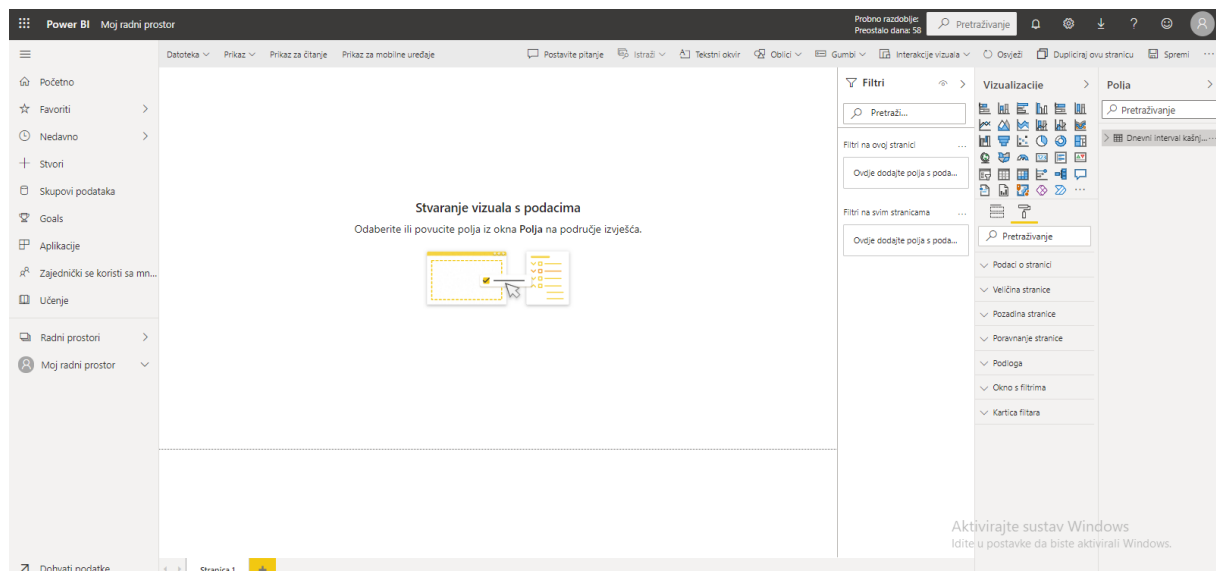 Power BI Moj radni prostor
Probno razdoblje:
Preostalo dana: 58
Pretraživanje
Datoteka Prikaz Prikaz za čitanje Prikaz za mobilne uređaje Postavite pitanje Istraži Tekstni okvir Oblici Gumbi Interakcije vizuala Osvježi Dupliciraj ovu stranicu Spremi
Početno
Favoriti
Nedavno
Stvori
Skupovi podataka
Goals
Aplikacije
Zajednički se koristi sa mn...
Učenje
Radni prostori
Moj radni prostor
Dohvati podatke
Stvaranje vizuala s podacima
Odaberite ili povucite polja iz okna Polja na područje izvješća.
Stranica 1
Filtri
Pretraži...
Filtri na ovoj stranici
Ovdje dodajte polja s poda...
Filtri na svim stranicama
Ovdje dodajte polja s poda...
Vizualizacije
Pretraživanje
Podaci o stranici
Veličina stranice
Pozadina stranice
Poravnanje stranice
Podloga
Okno s filtrima
Kartica filtara
Polja
Pretraživanje
Dnevni interval kašnj...
Aktivirajte sustav Windows
Idite u postavke da biste aktivirali Windows.